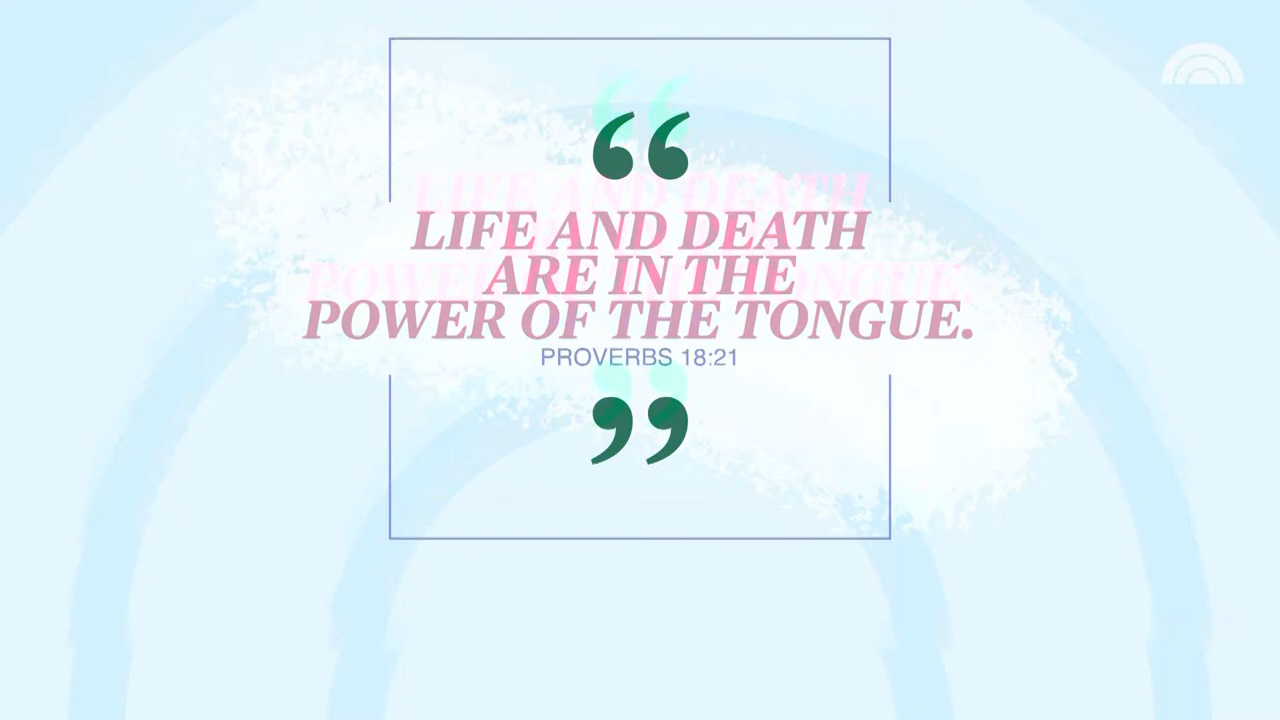 “
LIFE AND DEATH
ARE IN THE
POWER OF THE TONGUE.
PROVERBS 18:21
”